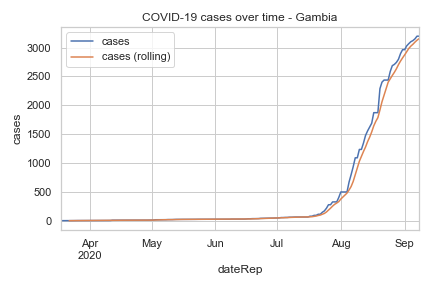 COVID-19 cases over time - Gambia
cases
cases (rolling)
3000
2500
2000
1500
1000
500
0
cases
Apr
2020
May
Jun
Jul
Aug
Sep
dateRep